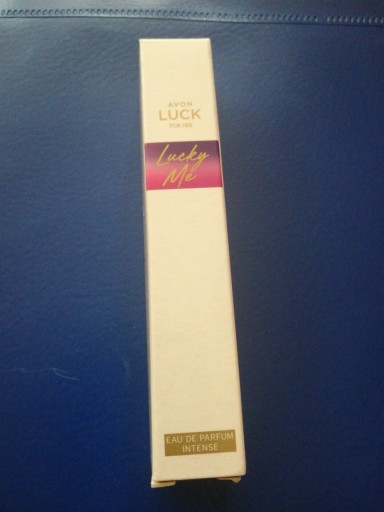 AVON
LUCK
FOR HER
Lucky
Me
EAU DE PARFUM
INTENSE